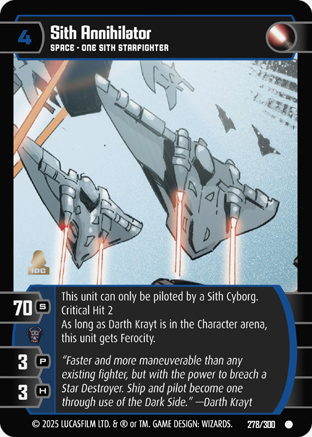 4
Sith Annihilator
SPACE - ONE SITH STARFIGHTER
100
70 S
This unit can only be piloted by a Sith Cyborg.
Critical Hit 2
As long as Darth Krayt is in the Character arena,
this unit gets Ferocity.
3 P
3 H
“Faster and more maneuverable than any
existing fighter, but with the power to breach a
Star Destroyer. Ship and pilot become one
through use of the Dark Side.” —Darth Krayt
© 2025 LUCASFILM LTD. & ® or TM. GAME DESIGN: WIZARDS.
278/300